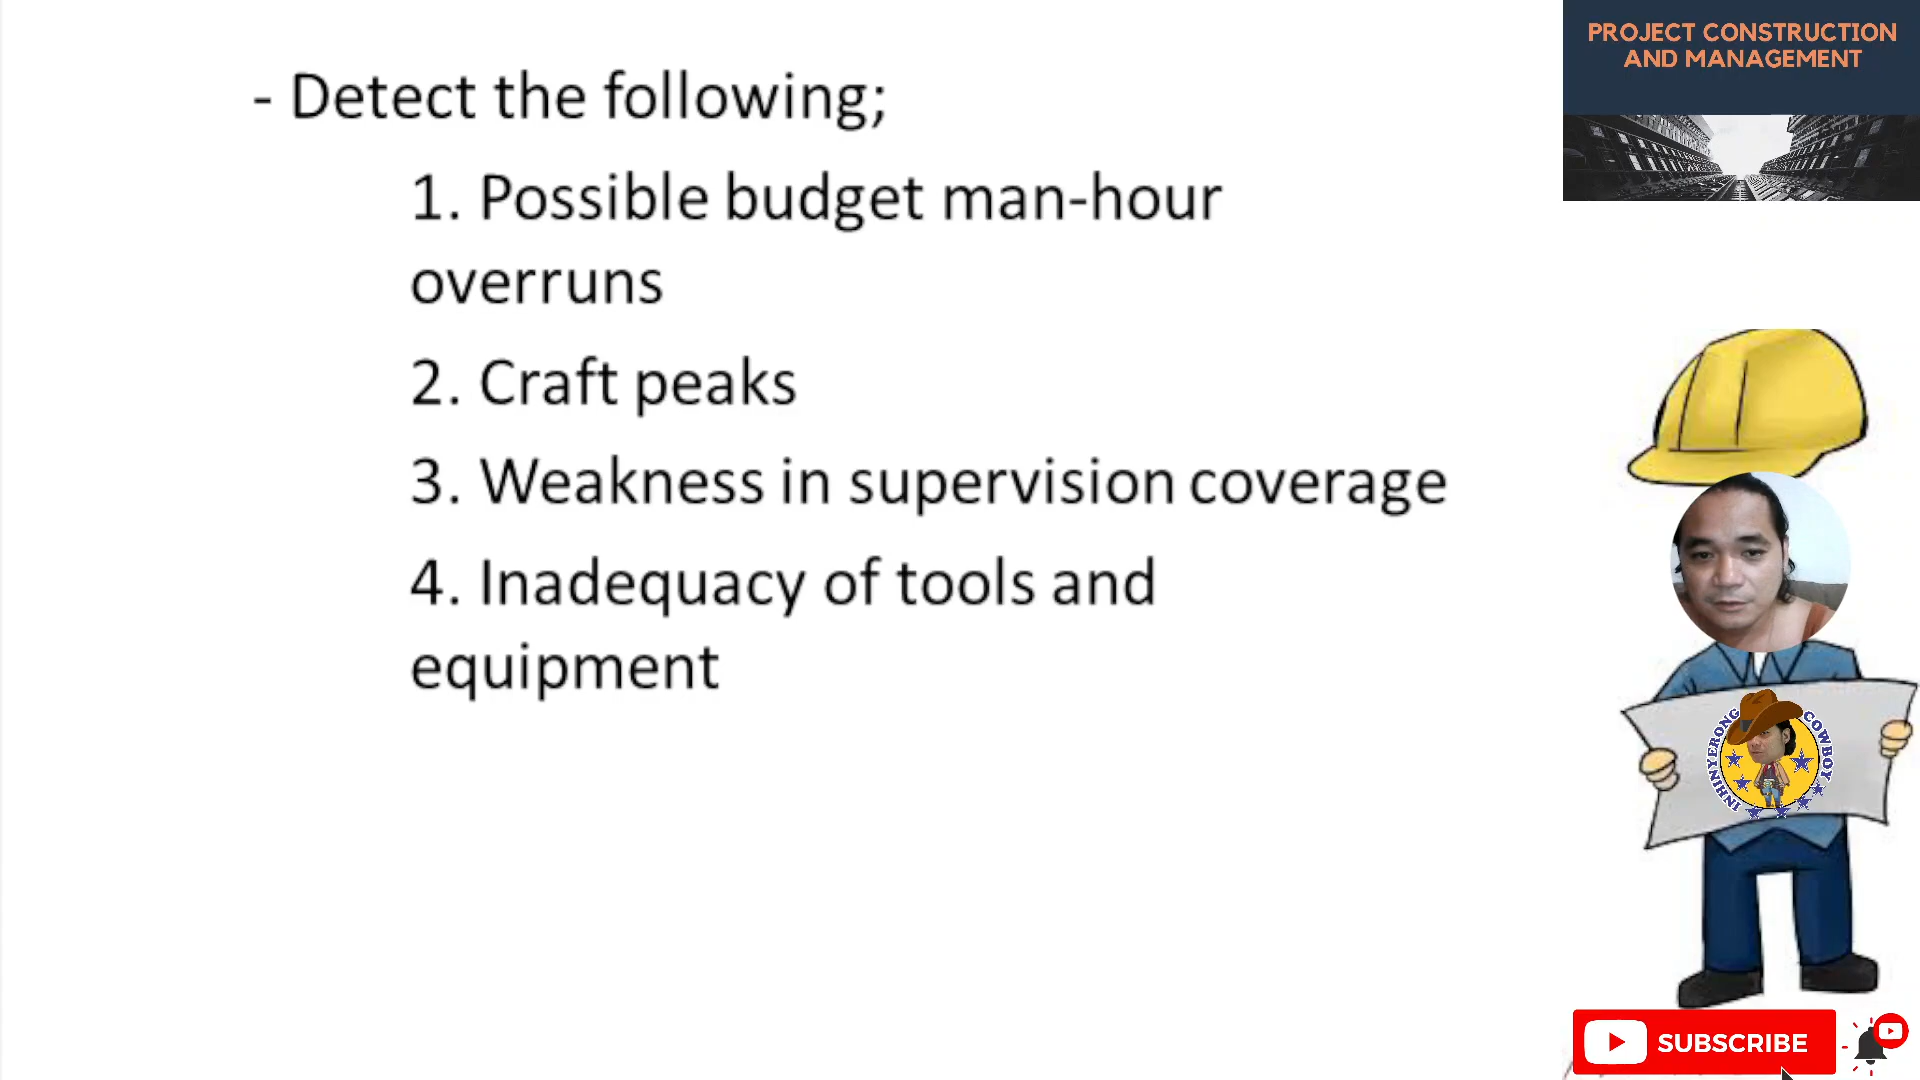 - Detect the following;
1. Possible budget man-hour
overruns
2. Craft peaks
3. Weakness in supervision coverage
4. Inadequacy of tools and
equipment
PROJECT CONSTRUCTION
AND MANAGEMENT
INHINYERONG COWBOY
SUBSCRIBE